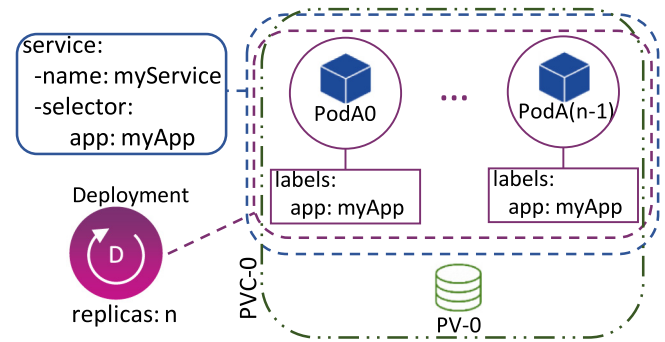 service:
-name: myService
-selector:
app: myApp
PodA0
...
PodA(n-1)
labels:
app: myApp
labels:
app: myApp
Deployment
D
replicas: n
PVC-0
PV-0